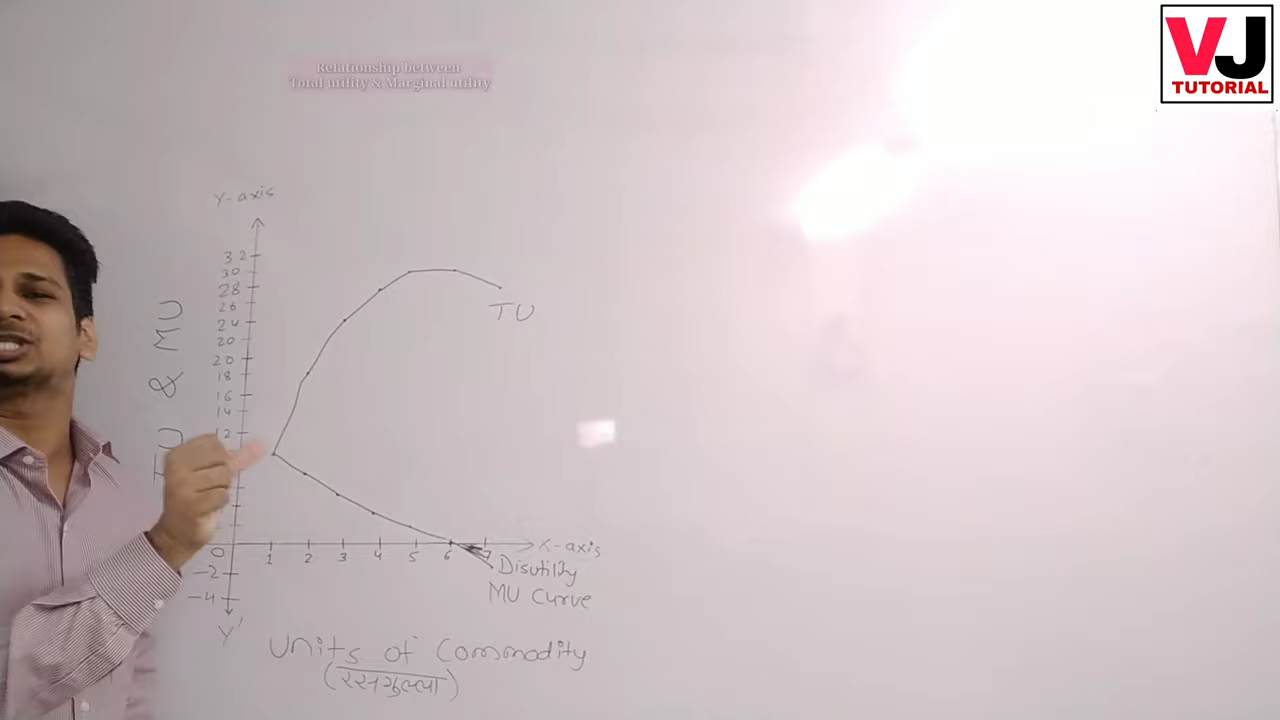 VJ
TUTORIAL
Relationship between
Total utility & Marginal utility
Y-axis
32
30
28
26
24
20
20
18
16
14
12
TU & MU
TU
0
1 2 3 4 5 6 7
X-axis
-2
-4
Y'
Disutility
MU Curve
Units of Commodity
(रसगुल्ला)